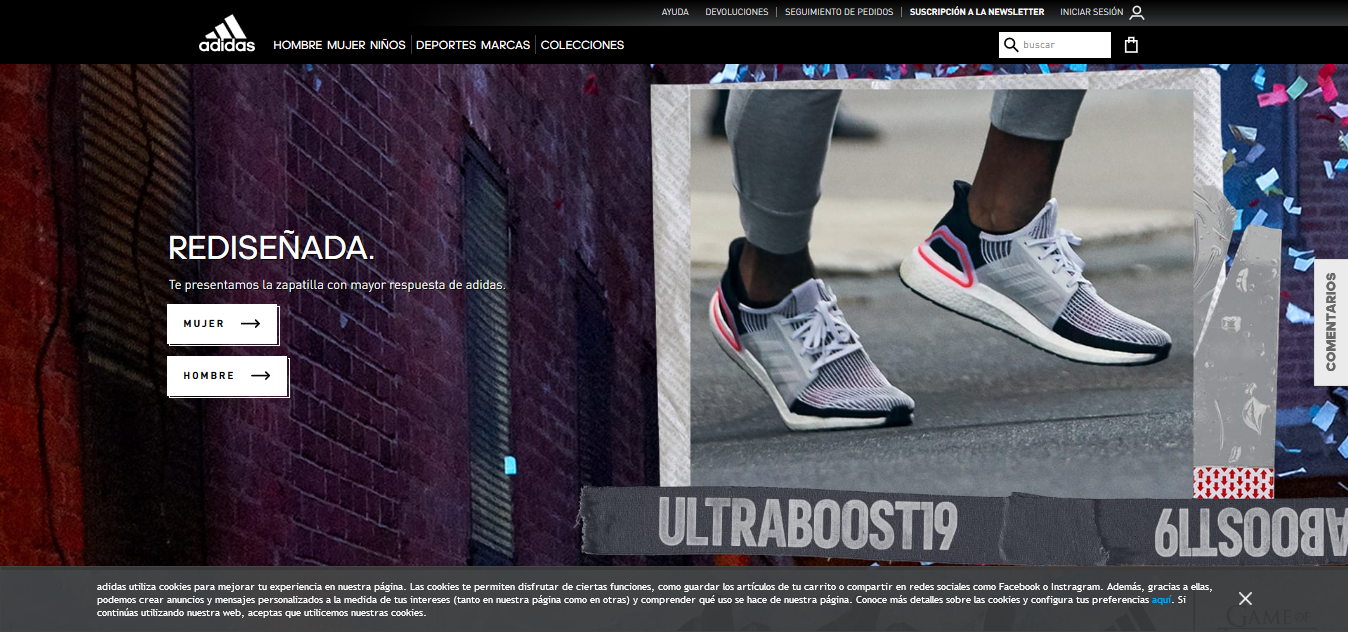 AYUDA
DEVOLUCIONES
SEGUIMIENTO DE PEDIDOS
SUSCRIPCIÓN A LA NEWSLETTER
INICIAR SESIÓN
adidas
HOMBRE MUJER NIÑOS
DEPORTES MARCAS
COLECCIONES
buscar
REDISEÑADA.
Te presentamos la zapatilla con mayor respuesta de adidas.
MUJER
HOMBRE
COMENTARIOS
ULTRABOOST19
ABOOST19
adidas utiliza cookies para mejorar tu experiencia en nuestra página. Las cookies te permiten disfrutar de ciertas funciones, como guardar los artículos de tu carrito o compartir en redes sociales como Facebook o Instragram. Además, gracias a ellas,
podemos crear anuncios y mensajes personalizados a la medida de tus intereses (tanto en nuestra página como en otras) y comprender qué uso se hace de nuestra página. Conoce más detalles sobre las cookies y configura tus preferencias aquí. Si
continúas utilizando nuestra web, aceptas que utilicemos nuestras cookies.
GAME OF